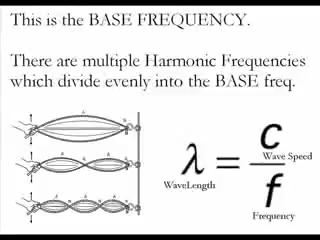 This is the BASE FREQUENCY.
There are multiple Harmonic Frequencies
which divide evenly into the BASE freq.
λ = c / f
Wave Speed
WaveLength
Frequency